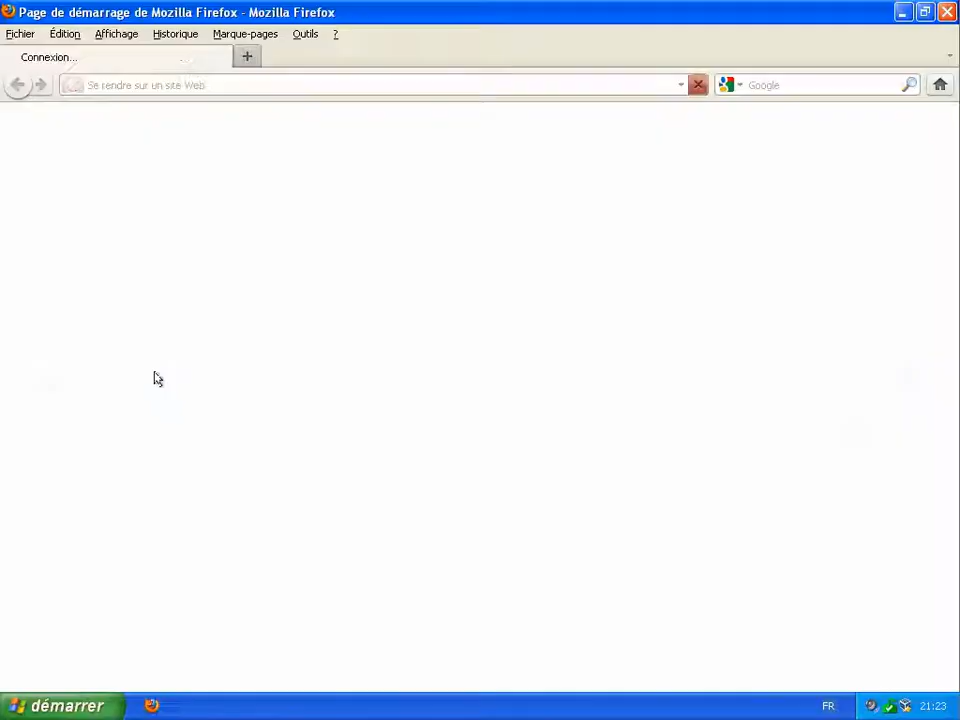 Page de démarrage de Mozilla Firefox - Mozilla Firefox
Fichier Édition Affichage Historique Marque-pages Outils ?
Connexion...
Se rendre sur un site Web Google
démarrer FR 21:23